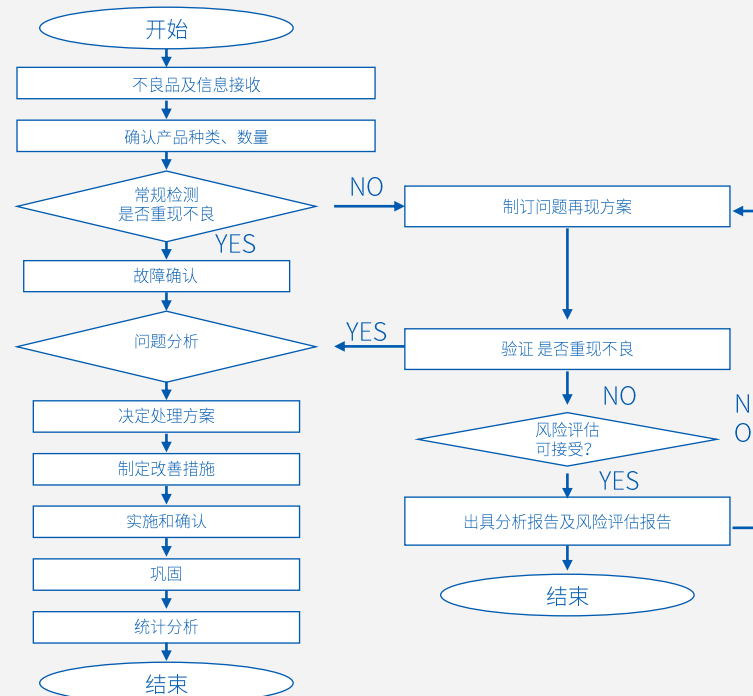 开始
不良品及信息接收
确认产品种类、数量
常规检测
是否重现不良
NO
YES
故障确认
问题分析
决定处理方案
制定改善措施
实施和确认
巩固
统计分析
结束
制订问题再现方案
YES
验证 是否重现不良
NO
风险评估
可接受?
N
O
YES
出具分析报告及风险评估报告
结束